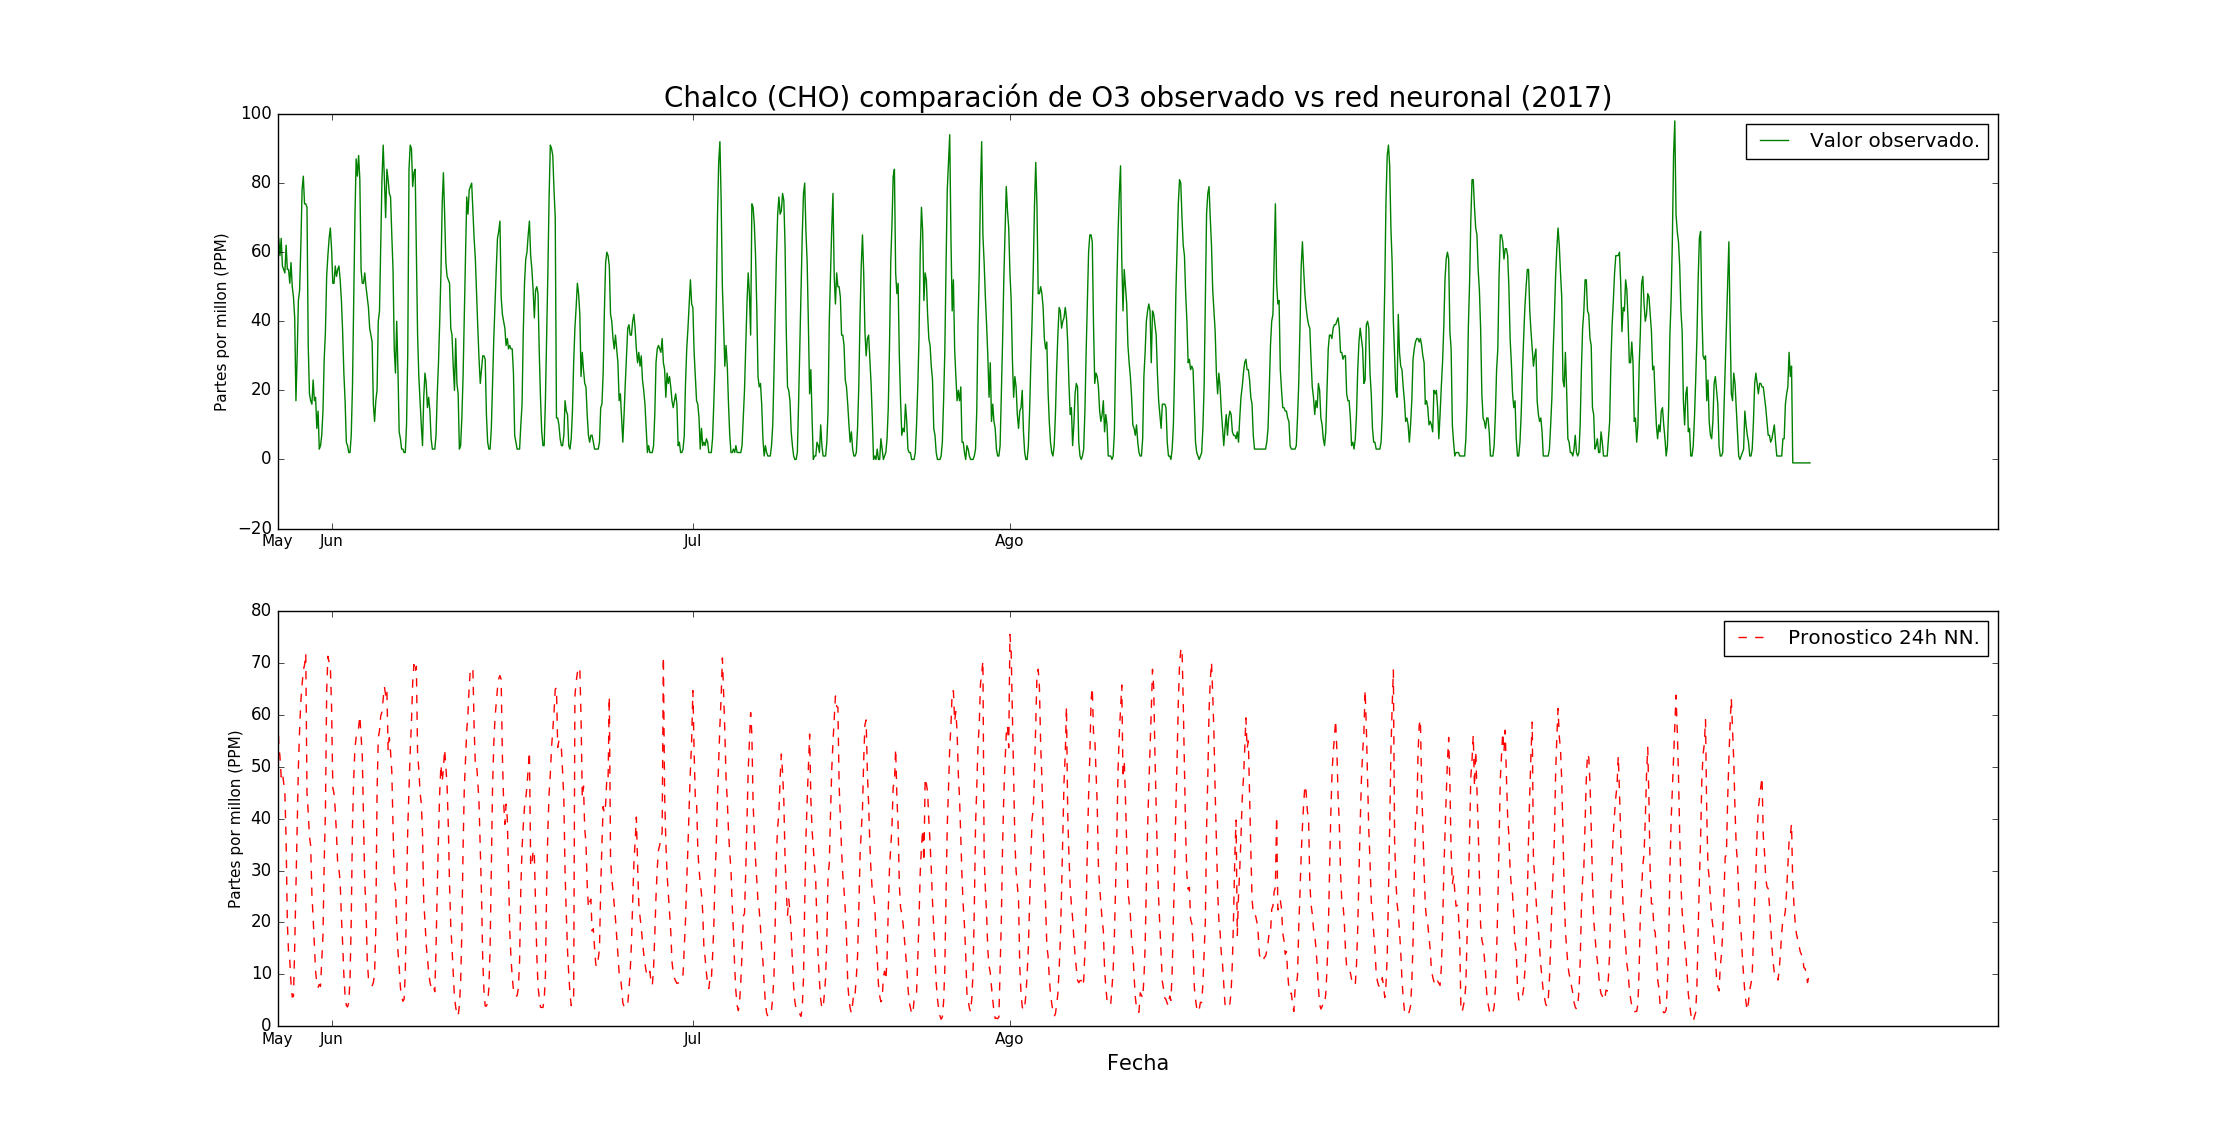 Chalco (CHO) comparación de O3 observado vs red neuronal (2017)
100
80
60
40
20
0
−20
Partes por millon (PPM)
Valor observado.
May Jun Jul Ago
80
70
60
50
40
30
20
10
0
Partes por millon (PPM)
Pronostico 24h NN.
May Jun Jul Ago
Fecha